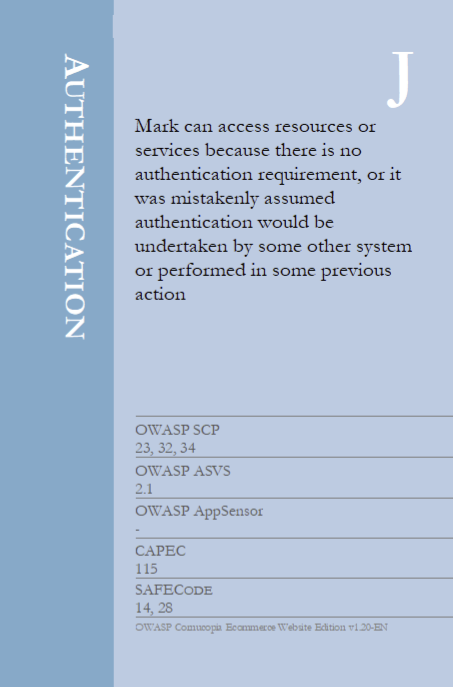 AUTHENTICATION
J
Mark can access resources or
services because there is no
authentication requirement, or it
was mistakenly assumed
authentication would be
undertaken by some other system
or performed in some previous
action
OWASP SCP
23, 32, 34
OWASP ASVS
2.1
OWASP AppSensor
-
CAPEC
115
SAFECODE
14, 28
OWASP Cornucopia Ecommerce Website Edition v1.20-EN